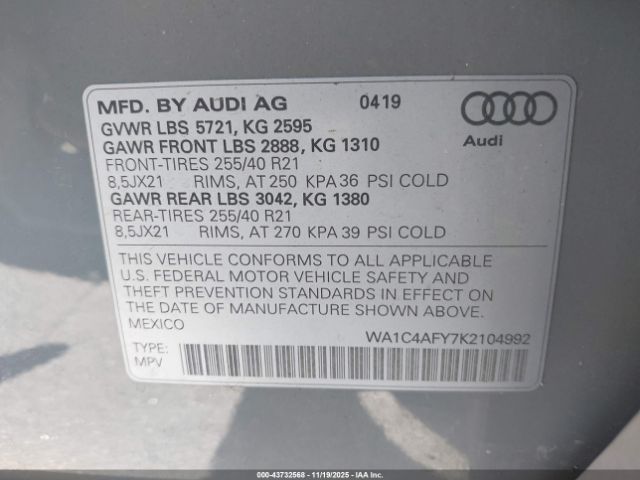 MFD. BY AUDI AG 0419
GVWR LBS 5721, KG 2595
GAWR FRONT LBS 2888, KG 1310
Audi
FRONT-TIRES 255/40 R21
8,5JX21 RIMS, AT 250 KPA 36 PSI COLD
GAWR REAR LBS 3042, KG 1380
REAR-TIRES 255/40 R21
8,5JX21 RIMS, AT 270 KPA 39 PSI COLD
THIS VEHICLE CONFORMS TO ALL APPLICABLE
U.S. FEDERAL MOTOR VEHICLE SAFETY AND
THEFT PREVENTION STANDARDS IN EFFECT ON
THE DATE OF MANUFACTURE SHOWN ABOVE.
MEXICO
WA1C4AFY7K2104992
TYPE:
MPV
000-43732568 - 11/19/2025 - IAAI.COM